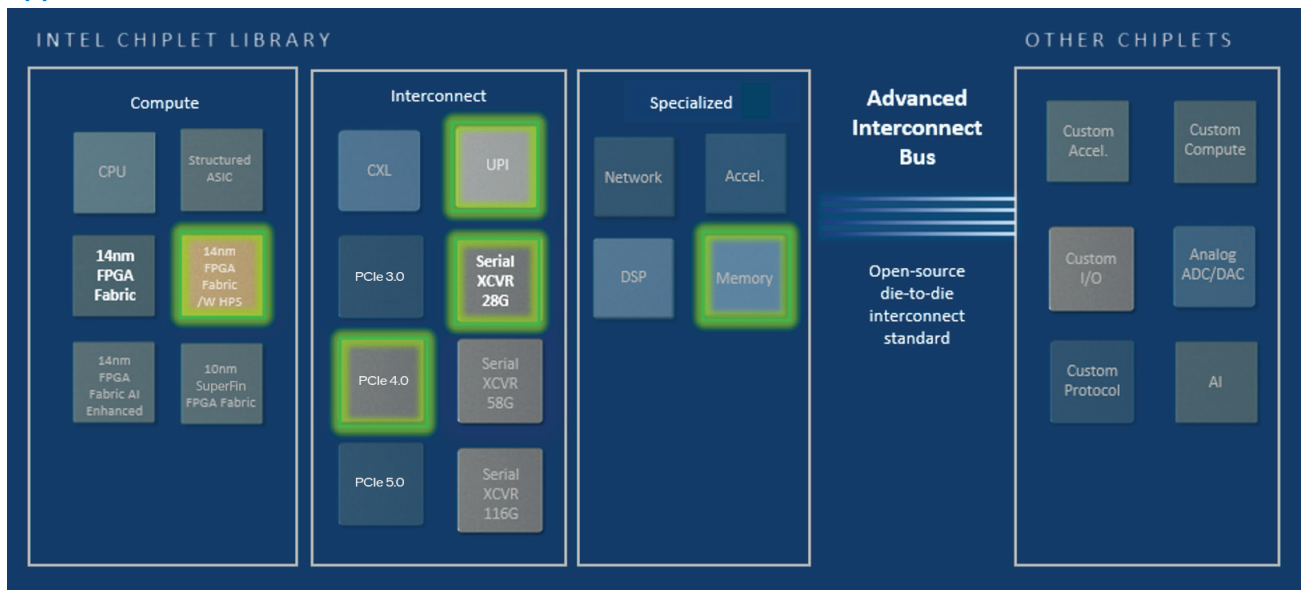 INTEL CHIPLET LIBRARY
OTHER CHIPLETS
Compute
CPU
Structured
ASIC
14nm
FPGA
Fabric
14nm
FPGA
Fabric
/W HPS
14nm
FPGA
Fabric AI
Enhanced
10nm
SuperFin
FPGA Fabric
Interconnect
CXL
UPI
PCIe 3.0
Serial
XCVR
28G
PCIe 4.0
Serial
XCVR
58G
PCIe 5.0
Serial
XCVR
116G
Specialized
Network
Accel.
DSP
Memory
Advanced
Interconnect
Bus
Open-source
die-to-die
interconnect
standard
Custom
Accel.
Custom
Compute
Custom
I/O
Analog
ADC/DAC
Custom
Protocol
AI